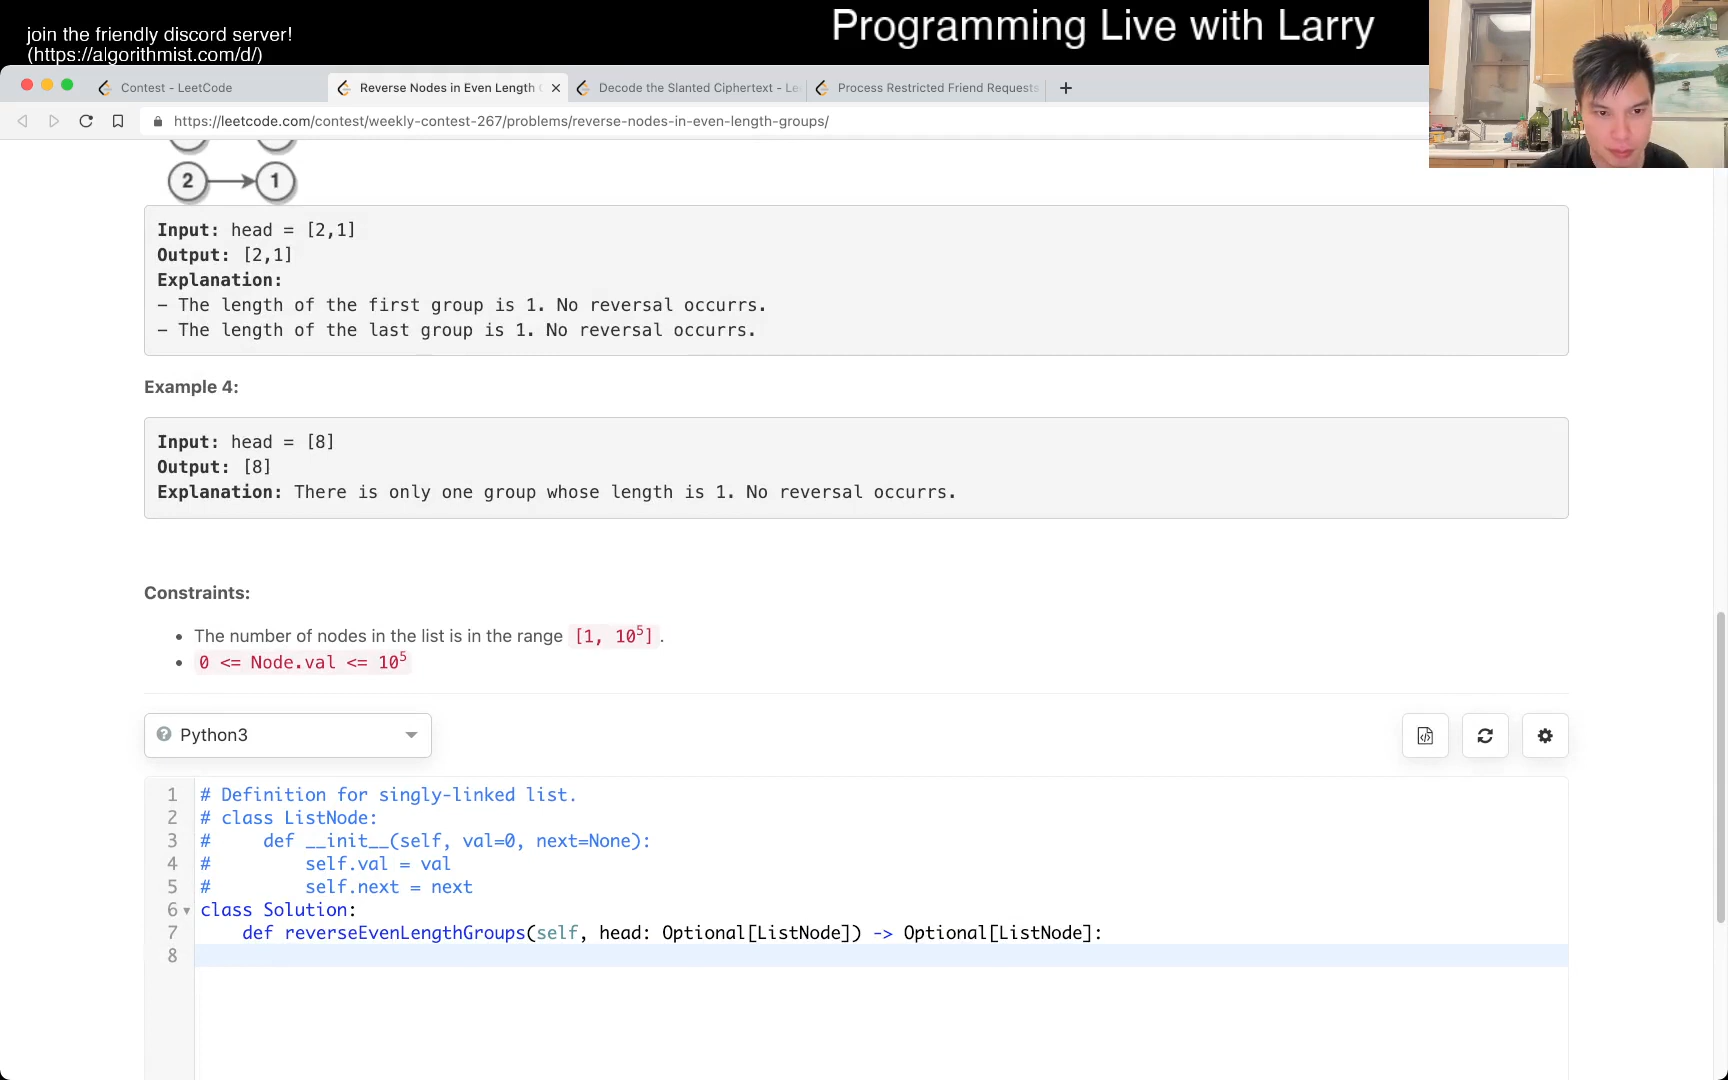 join the friendly discord server!
(https://algorithmist.com/d/)
Programming Live with Larry
Contest - LeetCode
Reverse Nodes in Even Length
Decode the Slanted Ciphertext - Le
Process Restricted Friend Requests
https://leetcode.com/contest/weekly-contest-267/problems/reverse-nodes-in-even-length-groups/
2
1
Input: head = [2,1]
Output: [2,1]
Explanation:
– The length of the first group is 1. No reversal occurrs.
– The length of the last group is 1. No reversal occurrs.
Example 4:
Input: head = [8]
Output: [8]
Explanation: There is only one group whose length is 1. No reversal occurrs.
Constraints:
• The number of nodes in the list is in the range [1, 10⁵] .
• 0 <= Node.val <= 10⁵
Python3
1 # Definition for singly-linked list.
2 # class ListNode:
3 #     def __init__(self, val=0, next=None):
4 #         self.val = val
5 #         self.next = next
6 class Solution:
7     def reverseEvenLengthGroups(self, head: Optional[ListNode]) -> Optional[ListNode]:
8